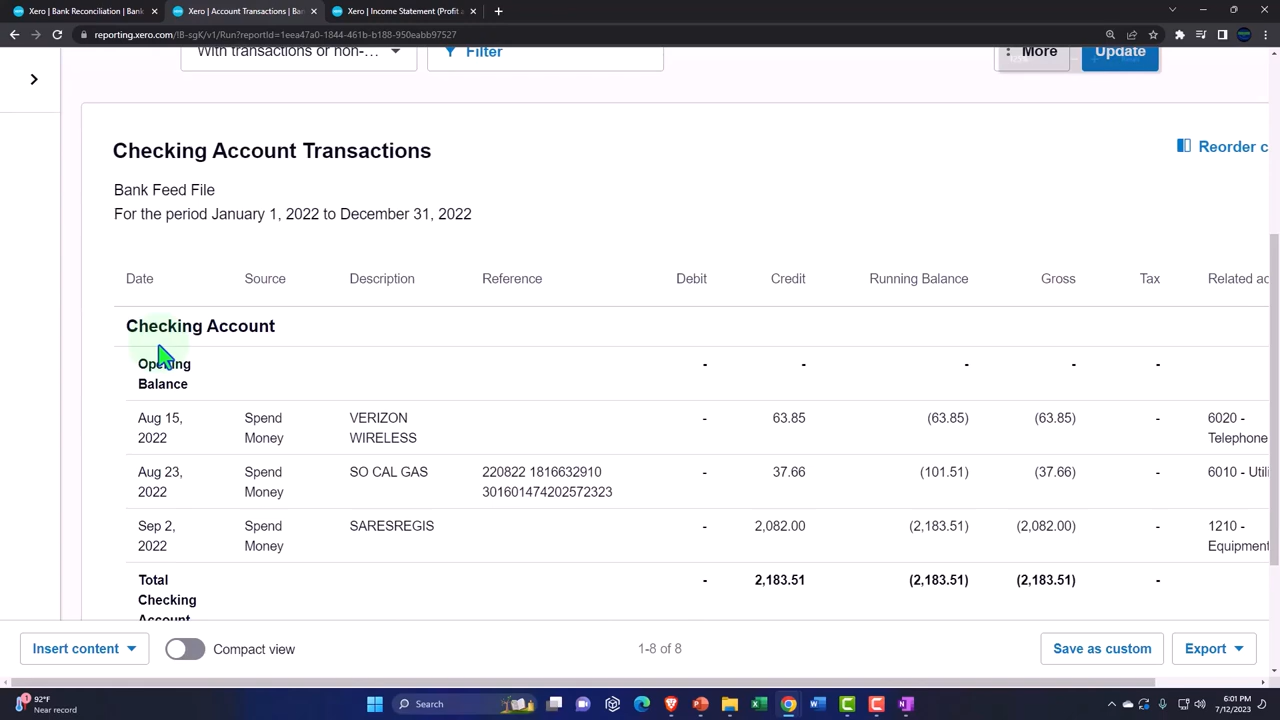 Xero | Bank Reconciliation | Bank
Xero | Account Transactions | Ban
Xero | Income Statement (Profit a
reporting.xero.com/!B-sgK/v1/Run?reportId=1eea47a0-1844-461b-b188-950eabb97527
With transactions or non-...
Filter
More
Update
Checking Account Transactions
Reorder c
Bank Feed File
For the period January 1, 2022 to December 31, 2022
Date Source Description Reference Debit Credit Running Balance Gross Tax Related ac
Checking Account
Opening
Balance - - - - -
Aug 15, Spend VERIZON - 63.85 (63.85) (63.85) - 6020 -
2022 Money WIRELESS Telephone
Aug 23, Spend SO CAL GAS 220822 1816632910 - 37.66 (101.51) (37.66) - 6010 - Utili
2022 Money 301601474202572323
Sep 2, Spend SARESREGIS - 2,082.00 (2,183.51) (2,082.00) - 1210 -
2022 Money Equipment
Total - 2,183.51 (2,183.51) (2,183.51) -
Checking
Account
Insert content
Compact view
1-8 of 8
Save as custom
Export
92°F
Near record
Search
6:01 PM
7/12/2023